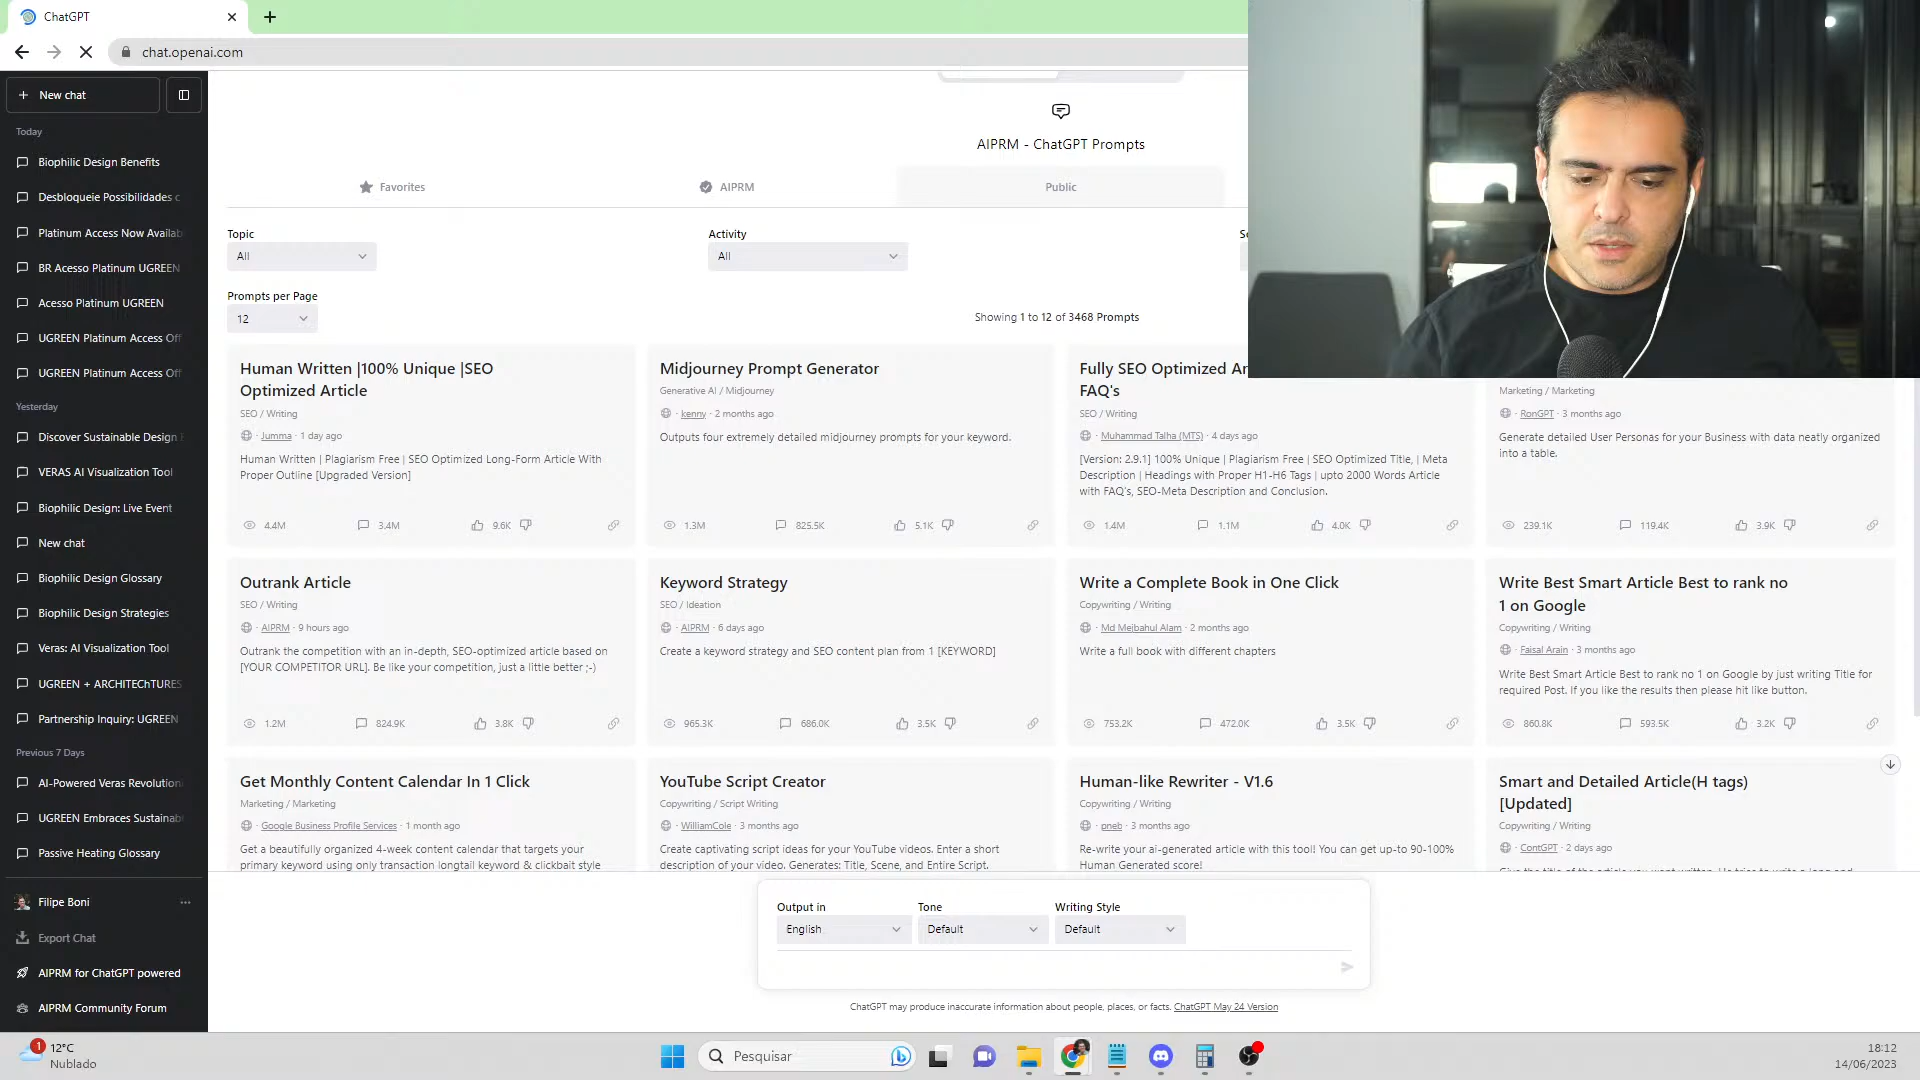 ChatGPT
chat.openai.com
New chat
Today
Biophilic Design Benefits
Desbloqueie Possibilidades c
Platinum Access Now Availab
BR Acesso Platinum UGREEN
Acesso Platinum UGREEN
UGREEN Platinum Access Off
UGREEN Platinum Access Off
Yesterday
Discover Sustainable Design
VERAS AI Visualization Tool
Biophilic Design: Live Event
New chat
Biophilic Design Glossary
Biophilic Design Strategies
Veras: AI Visualization Tool
UGREEN + ARCHITEChTURES
Partnership Inquiry: UGREEN
Previous 7 Days
AI-Powered Veras Revolution
UGREEN Embraces Sustainab
Passive Heating Glossary
Filipe Boni
Export Chat
AIPRM for ChatGPT powered
AIPRM Community Forum
AIPRM - ChatGPT Prompts
Favorites
AIPRM
Public
Topic
All
Activity
All
Prompts per Page
12
Showing 1 to 12 of 3468 Prompts
Human Written |100% Unique |SEO
Optimized Article
SEO / Writing
· Jumma · 1 day ago
Human Written | Plagiarism Free | SEO Optimized Long-Form Article With
Proper Outline [Upgraded Version]
4.4M 3.4M 9.6K
Midjourney Prompt Generator
Generative AI / Midjourney
· kenny · 2 months ago
Outputs four extremely detailed midjourney prompts for your keyword.
1.3M 825.5K 5.1K
Fully SEO Optimized Ar
FAQ's
SEO / Writing
· Muhammad Talha (MTS) · 4 days ago
[Version: 2.9.1] 100% Unique | Plagiarism Free | SEO Optimized Title, | Meta
Description | Headings with Proper H1-H6 Tags | upto 2000 Words Article
with FAQ's, SEO-Meta Description and Conclusion.
1.4M 1.1M 4.0K
Marketing / Marketing
· RonGPT · 3 months ago
Generate detailed User Personas for your Business with data neatly organized
into a table.
239.1K 119.4K 3.9K
Outrank Article
SEO / Writing
· AIPRM · 9 hours ago
Outrank the competition with an in-depth, SEO-optimized article based on
[YOUR COMPETITOR URL]. Be like your competition, just a little better ;-)
1.2M 824.9K 3.8K
Keyword Strategy
SEO / Ideation
· AIPRM · 6 days ago
Create a keyword strategy and SEO content plan from 1 [KEYWORD]
965.3K 686.0K 3.5K
Write a Complete Book in One Click
Copywriting / Writing
· Md Mejbahul Alam · 2 months ago
Write a full book with different chapters
753.2K 472.0K 3.5K
Write Best Smart Article Best to rank no
1 on Google
Copywriting / Writing
· Faisal Arain · 3 months ago
Write Best Smart Article Best to rank no 1 on Google by just writing Title for
required Post. If you like the results then please hit like button.
860.8K 593.5K 3.2K
Get Monthly Content Calendar In 1 Click
Marketing / Marketing
· Google Business Profile Services · 1 month ago
Get a beautifully organized 4-week content calendar that targets your
primary keyword using only transaction longtail keyword & clickbait style
YouTube Script Creator
Copywriting / Script Writing
· WilliamCole · 3 months ago
Create captivating script ideas for your YouTube videos. Enter a short
description of your video. Generates: Title, Scene, and Entire Script.
Human-like Rewriter - V1.6
Copywriting / Writing
· pneb · 3 months ago
Re-write your ai-generated article with this tool! You can get up-to 90-100%
Human Generated score!
Smart and Detailed Article(H tags)
[Updated]
Copywriting / Writing
· ContGPT · 2 days ago
Output in
English
Tone
Default
Writing Style
Default
ChatGPT may produce inaccurate information about people, places, or facts. ChatGPT May 24 Version
1
12°C
Nublado
Pesquisar
18:12
14/06/2023